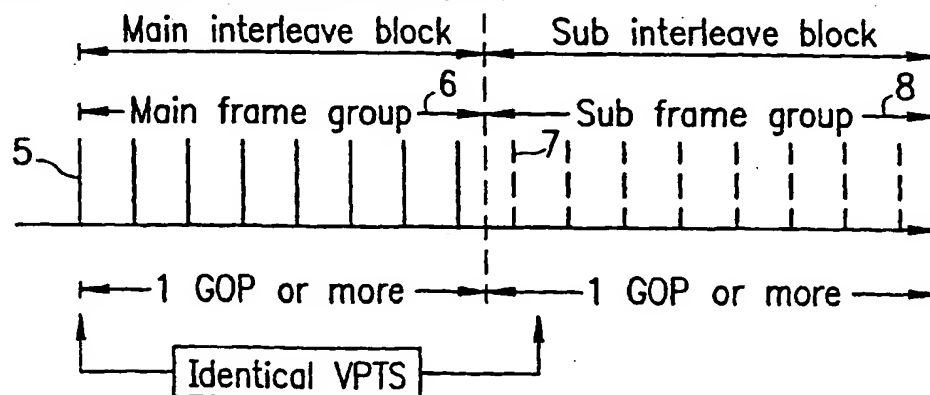 Main interleave block Sub interleave block
6 8
Main frame group Sub frame group
5 7
1 GOP or more 1 GOP or more
Identical VPTS